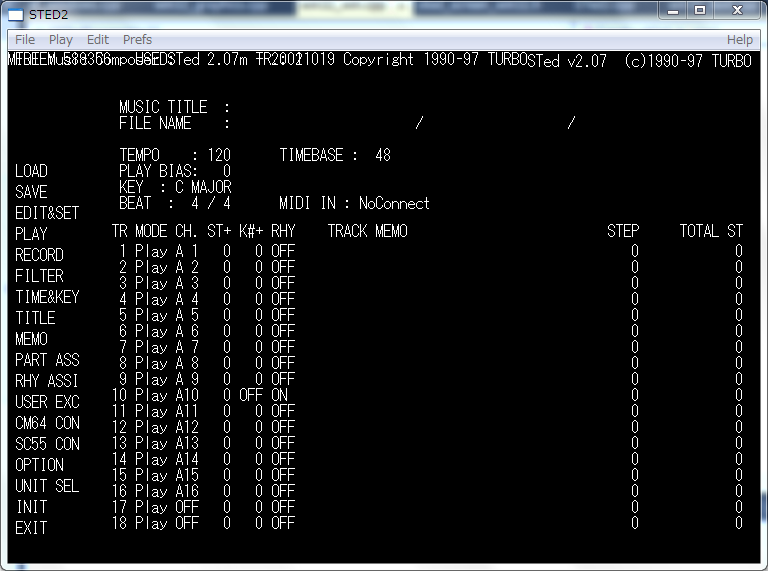 STED2
File Play Edit Prefs Help
Copyright 1990-97 TURBO STed v2.07 (c)1990-97 TURBO
MUSIC TITLE :
FILE NAME : / /
TEMPO : 120 TIMEBASE : 48
PLAY BIAS: 0
KEY : C MAJOR
BEAT : 4 / 4 MIDI IN : NoConnect
LOAD
SAVE
EDIT&SET
PLAY
RECORD
FILTER
TIME&KEY
TITLE
MEMO
PART ASS
RHY ASSI
USER EXC
CM64 CON
SC55 CON
OPTION
UNIT SEL
INIT
EXIT
TR MODE CH. ST+ K#+ RHY TRACK MEMO STEP TOTAL ST
1 Play A 1 0 0 OFF 0 0
2 Play A 2 0 0 OFF 0 0
3 Play A 3 0 0 OFF 0 0
4 Play A 4 0 0 OFF 0 0
5 Play A 5 0 0 OFF 0 0
6 Play A 6 0 0 OFF 0 0
7 Play A 7 0 0 OFF 0 0
8 Play A 8 0 0 OFF 0 0
9 Play A 9 0 0 OFF 0 0
10 Play A10 0 OFF ON 0 0
11 Play A11 0 0 OFF 0 0
12 Play A12 0 0 OFF 0 0
13 Play A13 0 0 OFF 0 0
14 Play A14 0 0 OFF 0 0
15 Play A15 0 0 OFF 0 0
16 Play A16 0 0 OFF 0 0
17 Play OFF 0 0 OFF 0 0
18 Play OFF 0 0 OFF 0 0